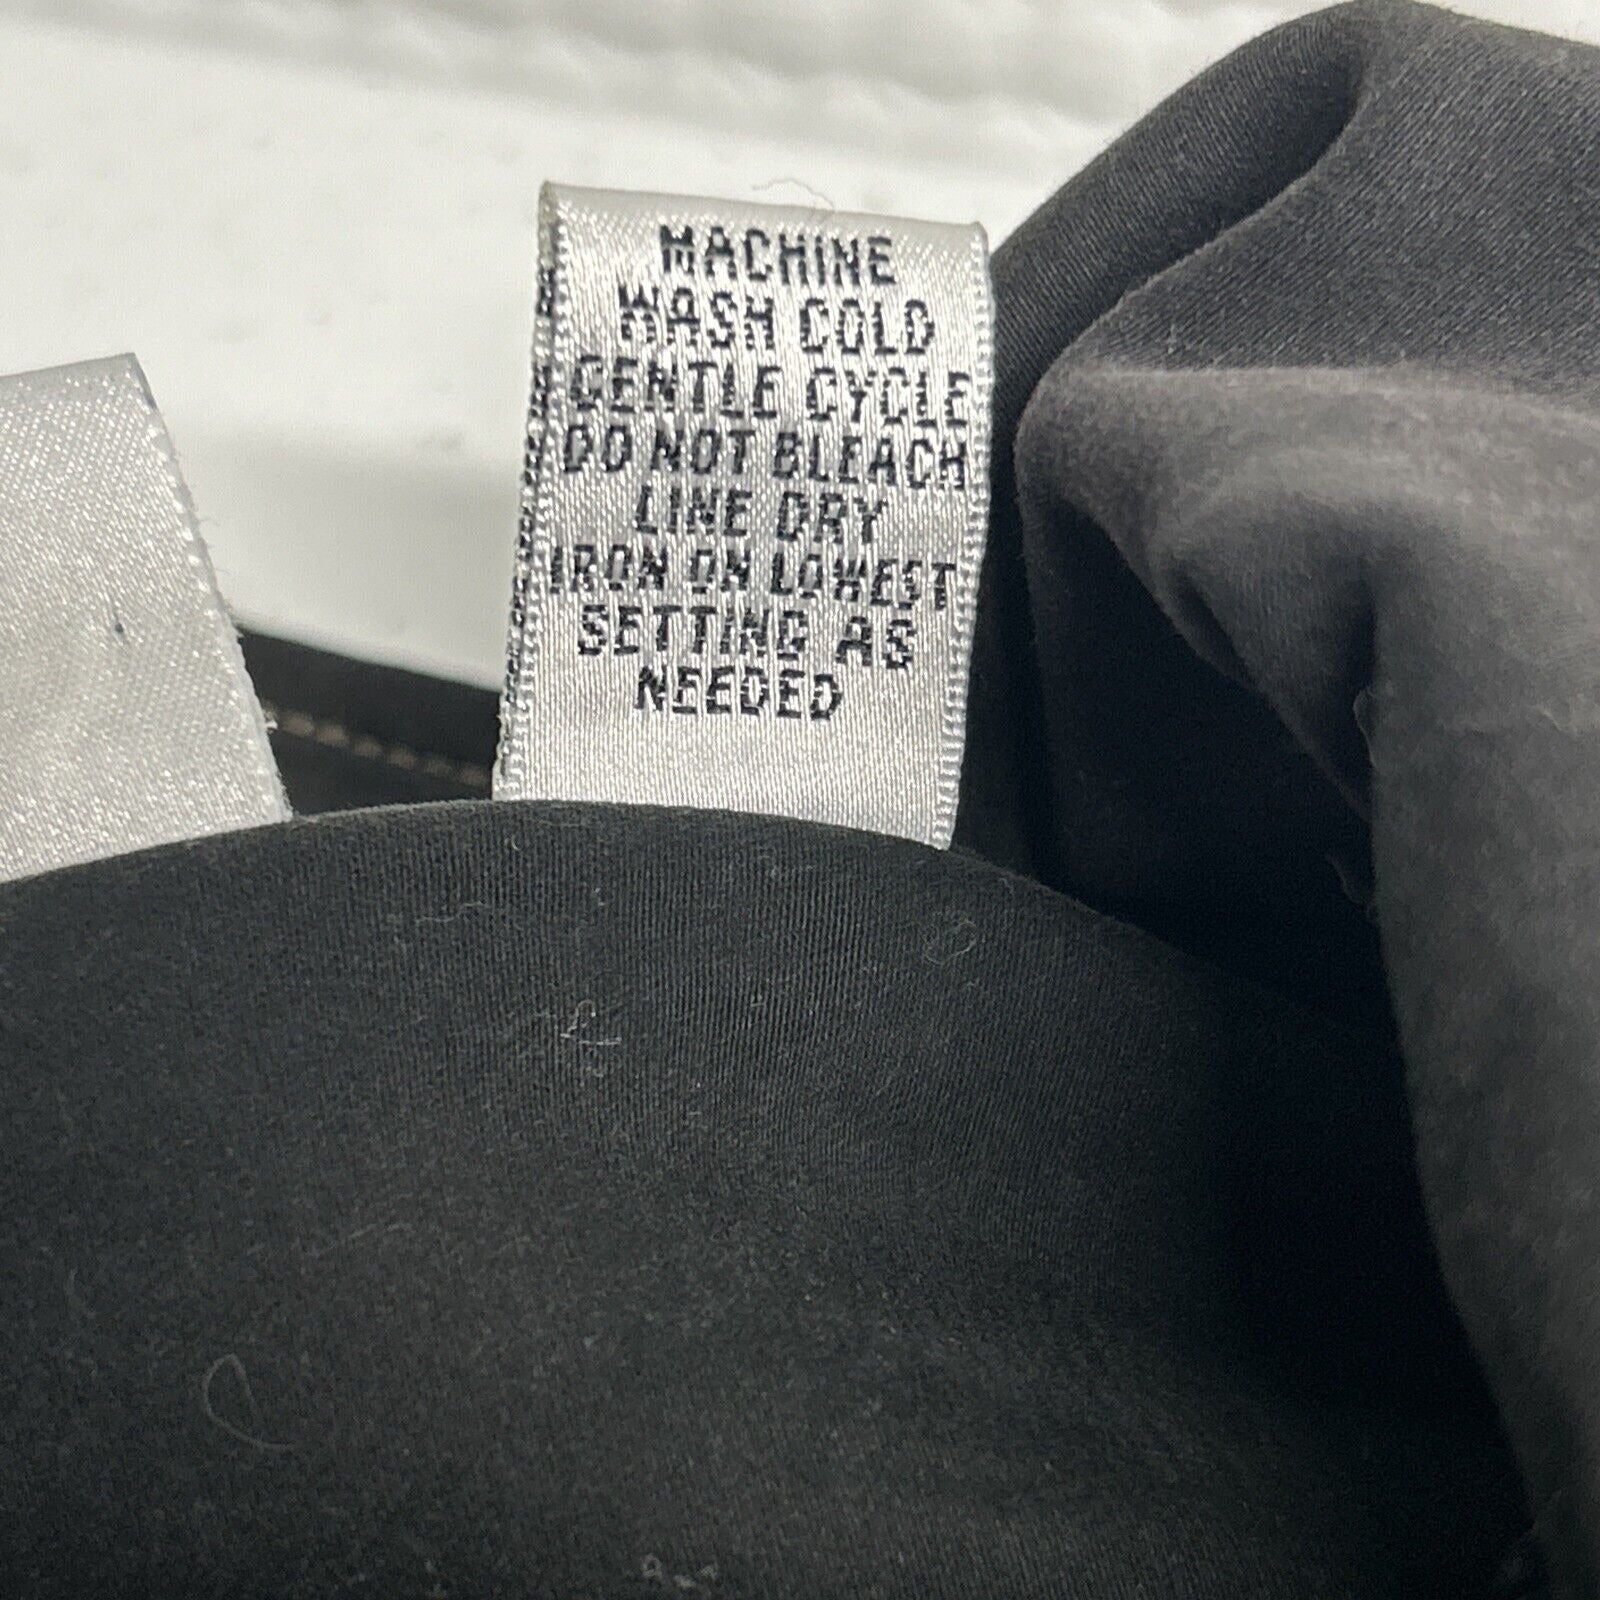 MACHINE
WASH COLD
GENTLE CYCLE
DO NOT BLEACH
LINE DRY
IRON ON LOWEST
SETTING AS
NEEDED